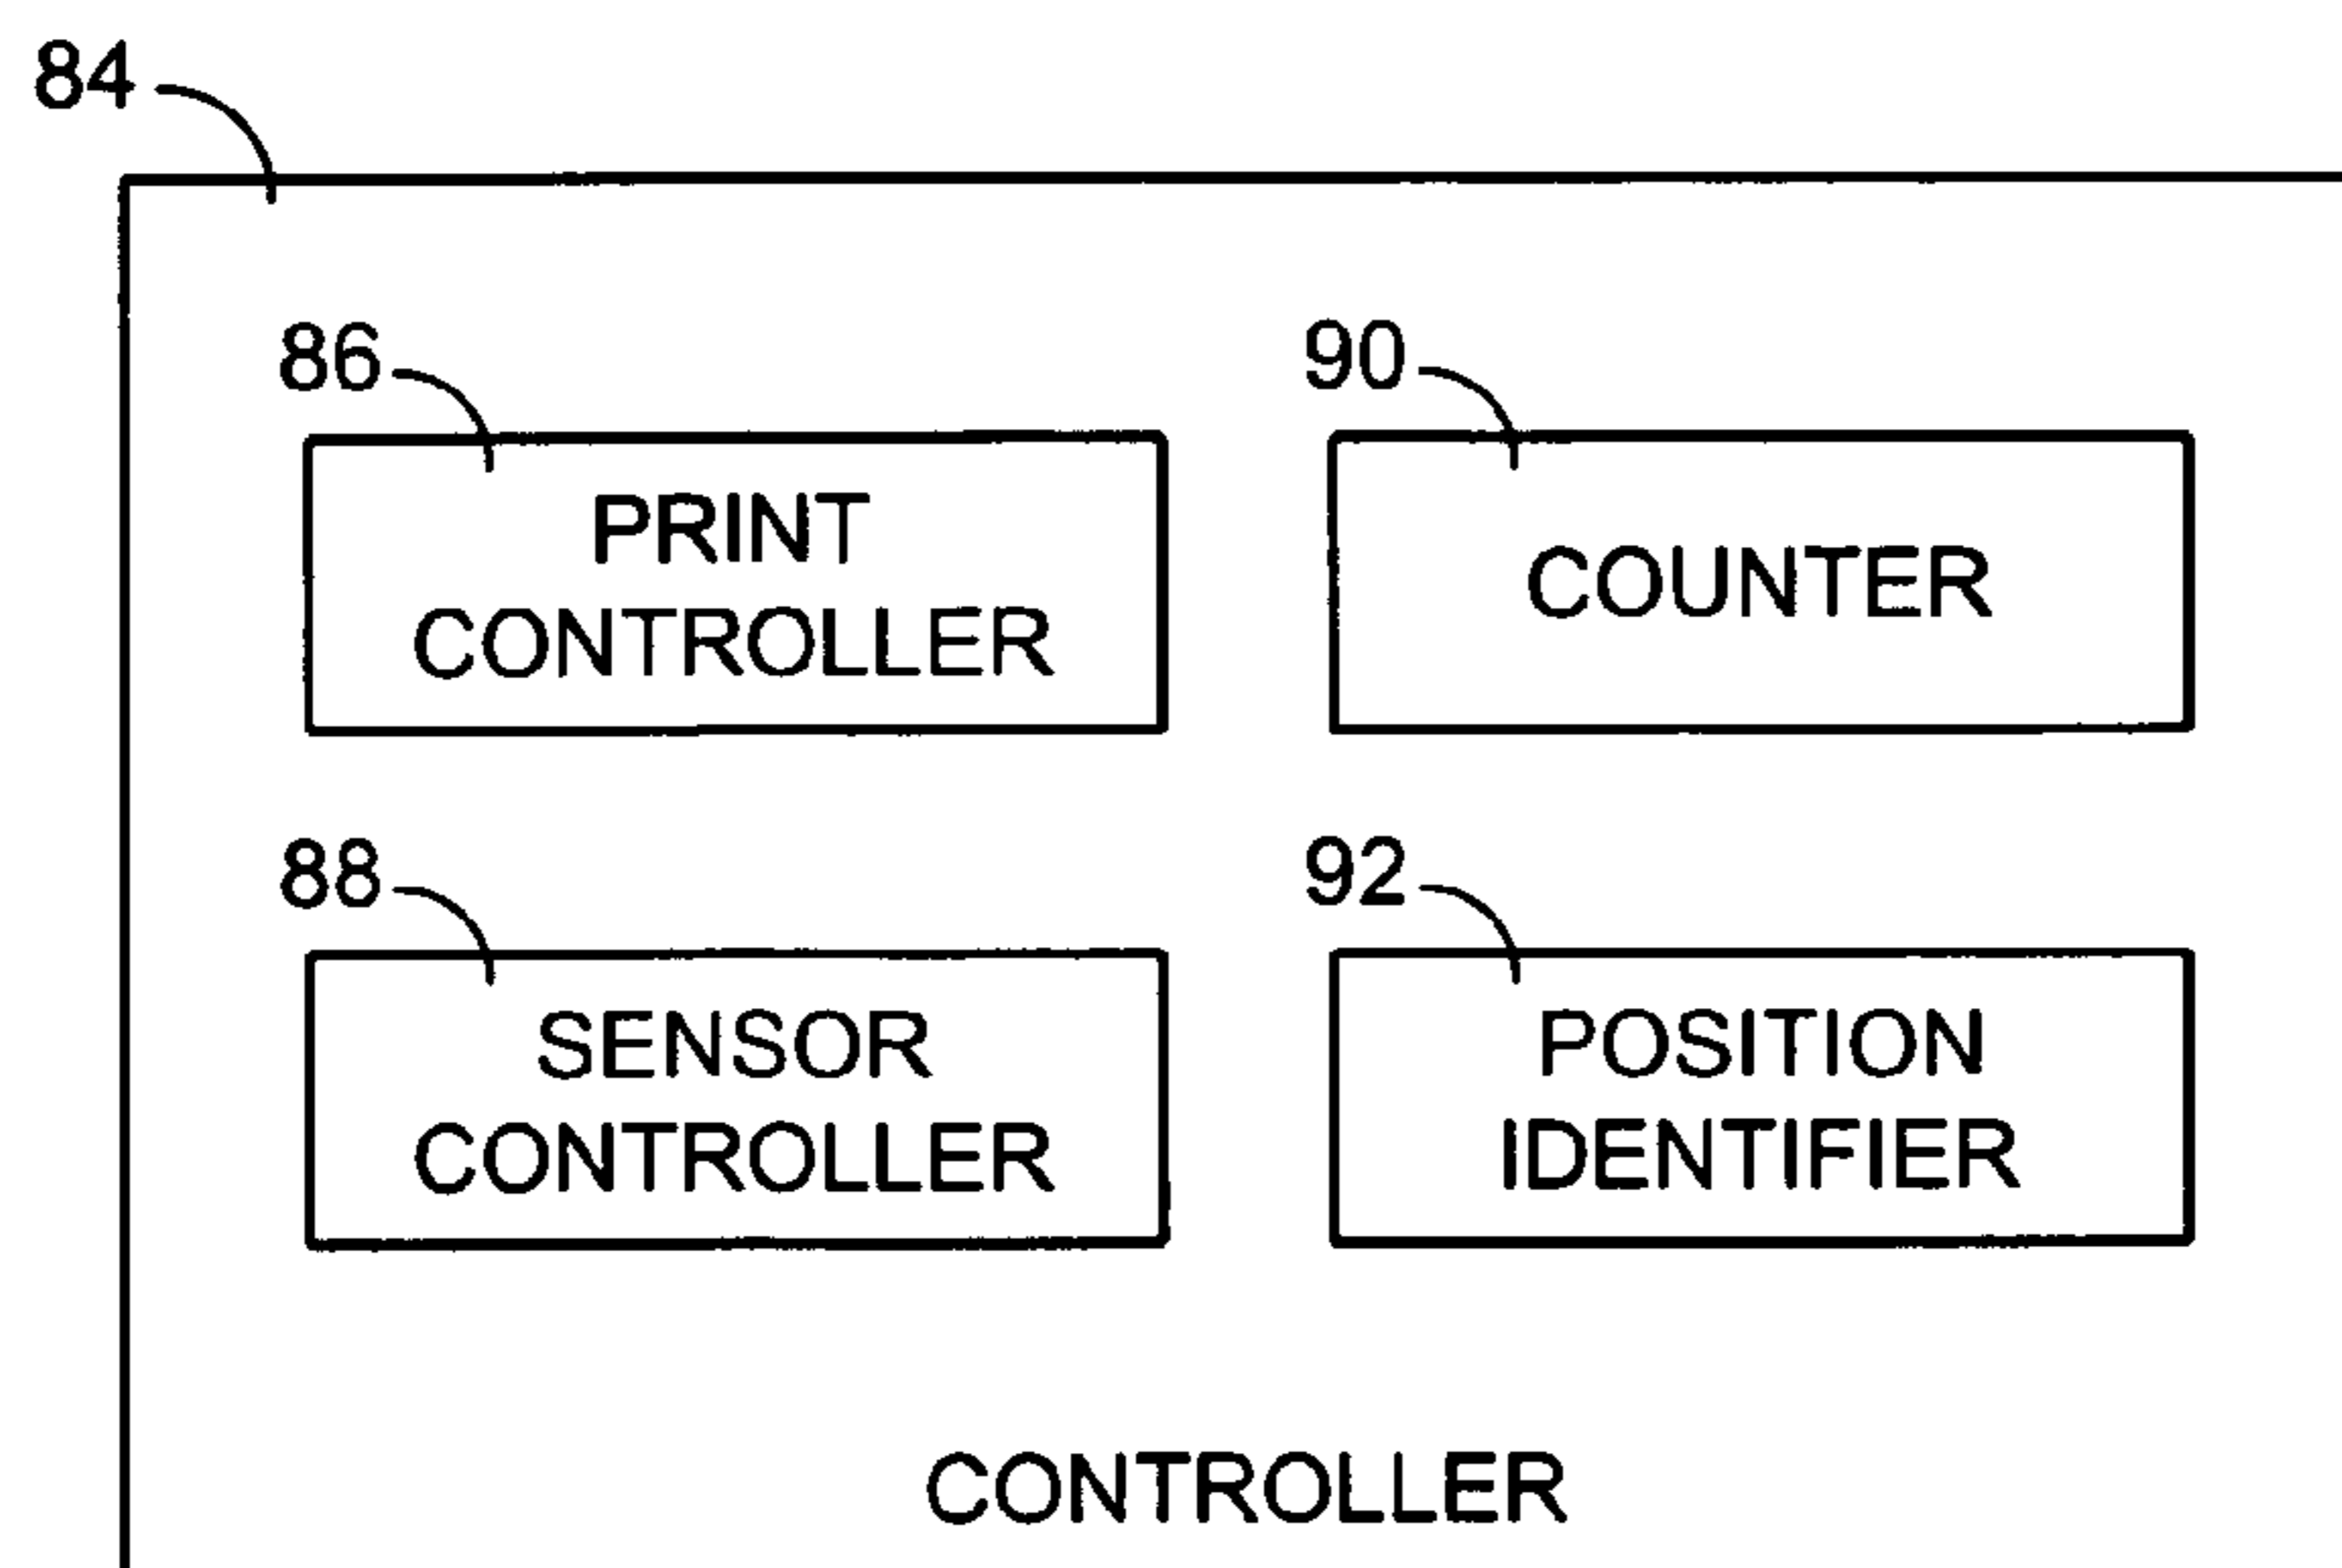 84
86
PRINT
CONTROLLER
90
COUNTER
88
SENSOR
CONTROLLER
92
POSITION
IDENTIFIER
CONTROLLER